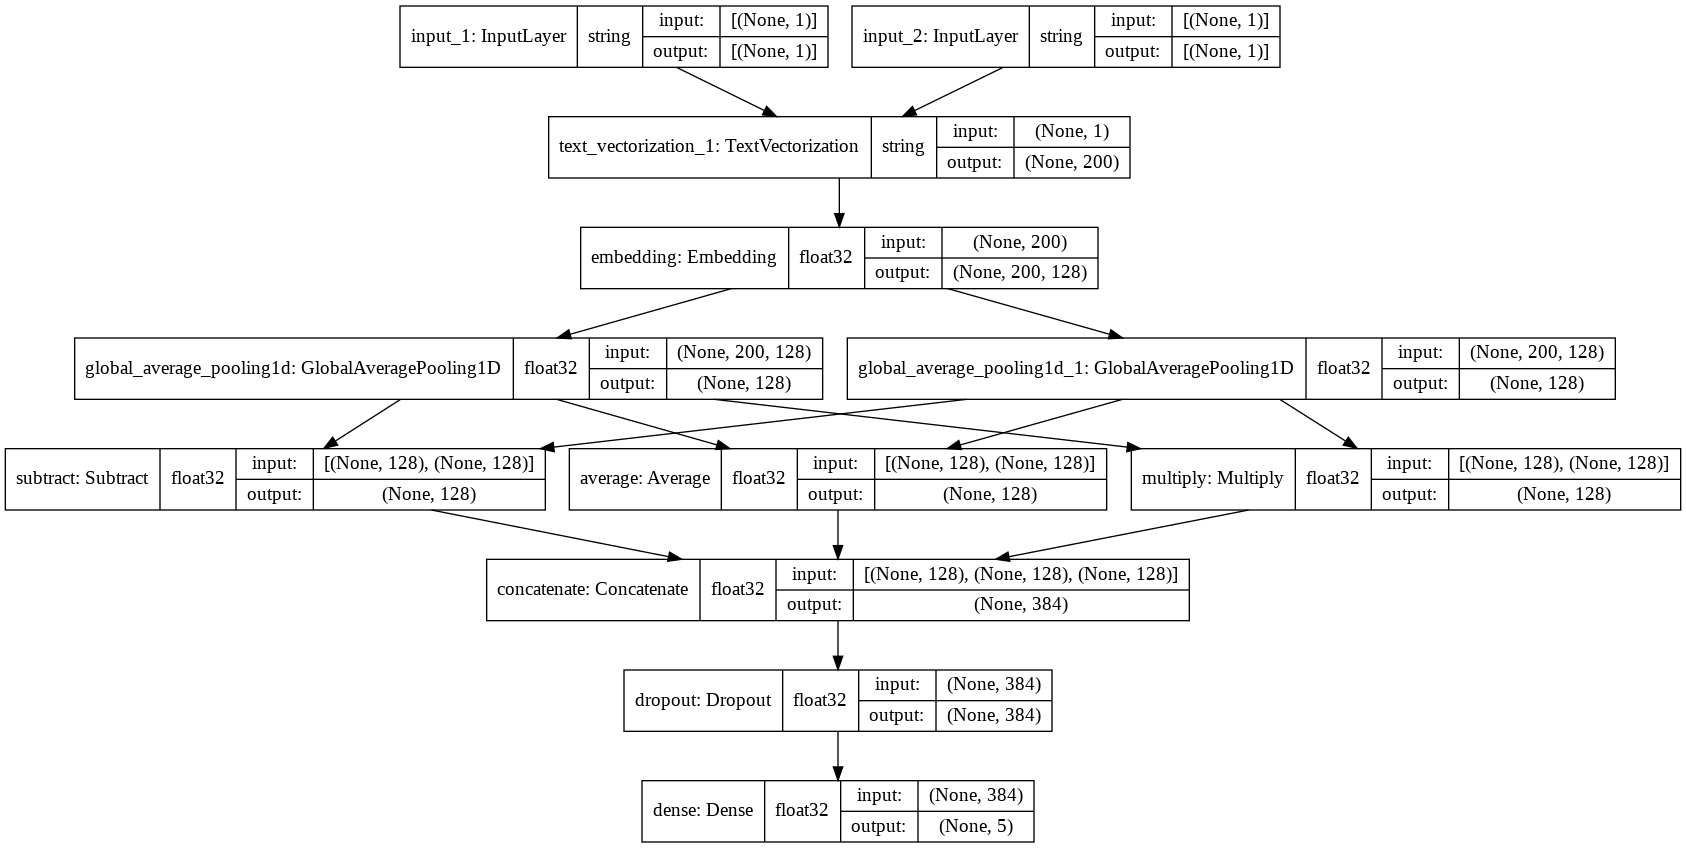 input_1: InputLayer string input: [(None, 1)] output: [(None, 1)]
input_2: InputLayer string input: [(None, 1)] output: [(None, 1)]
text_vectorization_1: TextVectorization string input: (None, 1) output: (None, 200)
embedding: Embedding float32 input: (None, 200) output: (None, 200, 128)
global_average_pooling1d: GlobalAveragePooling1D float32 input: (None, 200, 128) output: (None, 128)
global_average_pooling1d_1: GlobalAveragePooling1D float32 input: (None, 200, 128) output: (None, 128)
subtract: Subtract float32 input: [(None, 128), (None, 128)] output: (None, 128)
average: Average float32 input: [(None, 128), (None, 128)] output: (None, 128)
multiply: Multiply float32 input: [(None, 128), (None, 128)] output: (None, 128)
concatenate: Concatenate float32 input: [(None, 128), (None, 128), (None, 128)] output: (None, 384)
dropout: Dropout float32 input: (None, 384) output: (None, 384)
dense: Dense float32 input: (None, 384) output: (None, 5)